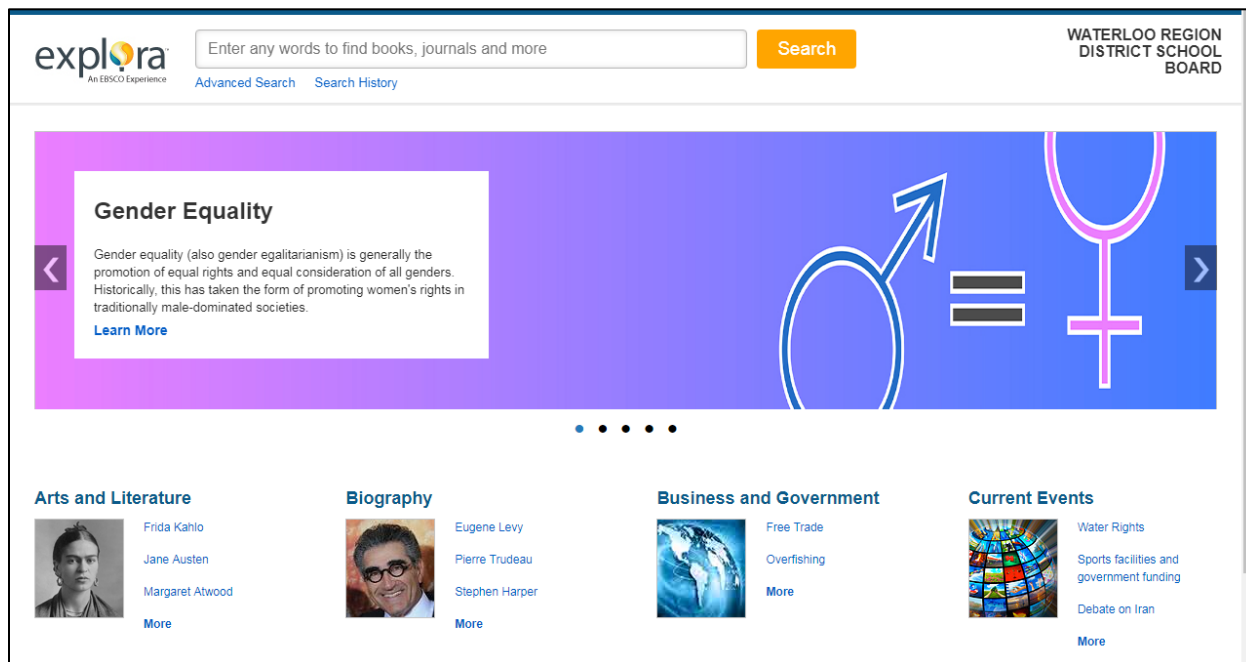 explora
An EBSCO Experience
Enter any words to find books, journals and more
Search
WATERLOO REGION
DISTRICT SCHOOL
BOARD
Advanced Search Search History
Gender Equality
Gender equality (also gender egalitarianism) is generally the
promotion of equal rights and equal consideration of all genders.
Historically, this has taken the form of promoting women's rights in
traditionally male-dominated societies.
Learn More
Arts and Literature
Frida Kahlo
Jane Austen
Margaret Atwood
More
Biography
Eugene Levy
Pierre Trudeau
Stephen Harper
More
Business and Government
Free Trade
Overfishing
More
Current Events
Water Rights
Sports facilities and
government funding
Debate on Iran
More